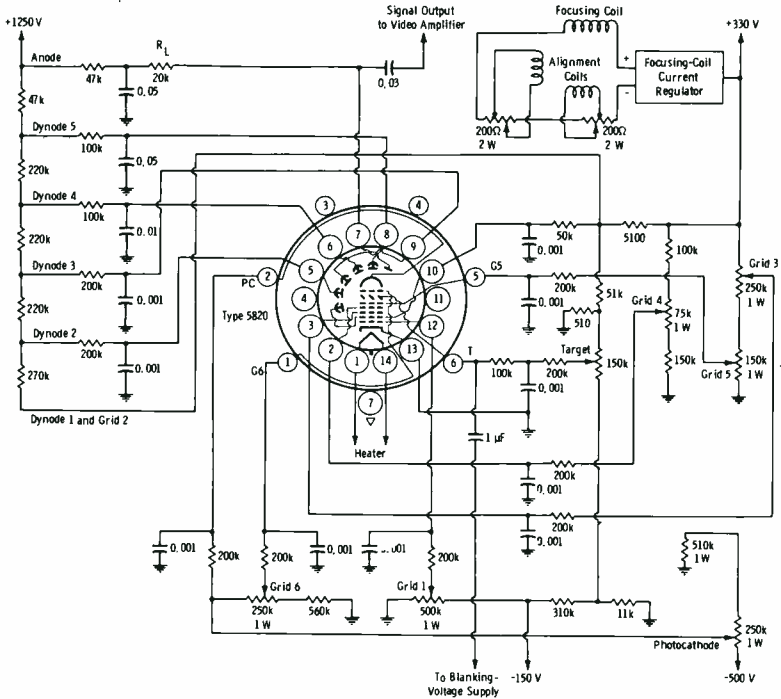 Signal Output
to Video Amplifier
Focusing Coil
+1250 V
+330 V
Anode
47k
R_L
20k
0.03
0.05
Alignment
Coils
+
-
Focusing-Coil
Current
Regulator
47k
200Ω
2 W
200Ω
2 W
Dynode 5
100k
0.05
220k
Dynode 4
100k
0.01
220k
Dynode 3
200k
0.001
220k
Dynode 2
200k
0.001
270k
Dynode 1 and Grid 2
3
4
7
8
6
9
5
10
4
11
3
12
2
13
1
14
PC
2
5
G5
Type 5820
G6
1
6
T
7
Heater
50k
5100
0.001
100k
Grid 3
250k
1 W
200k
0.001
51k
510
Grid 4
75k
1 W
Target
150k
150k
Grid 5
150k
1 W
100k
200k
0.001
1 μF
200k
0.001
200k
0.001
0.001
200k
200k
0.001
200k
510k
1 W
Grid 6
250k
1 W
560k
Grid 1
500k
1 W
310k
11k
Photocathode
250k
1 W
To Blanking-
Voltage Supply
-150 V
-500 V